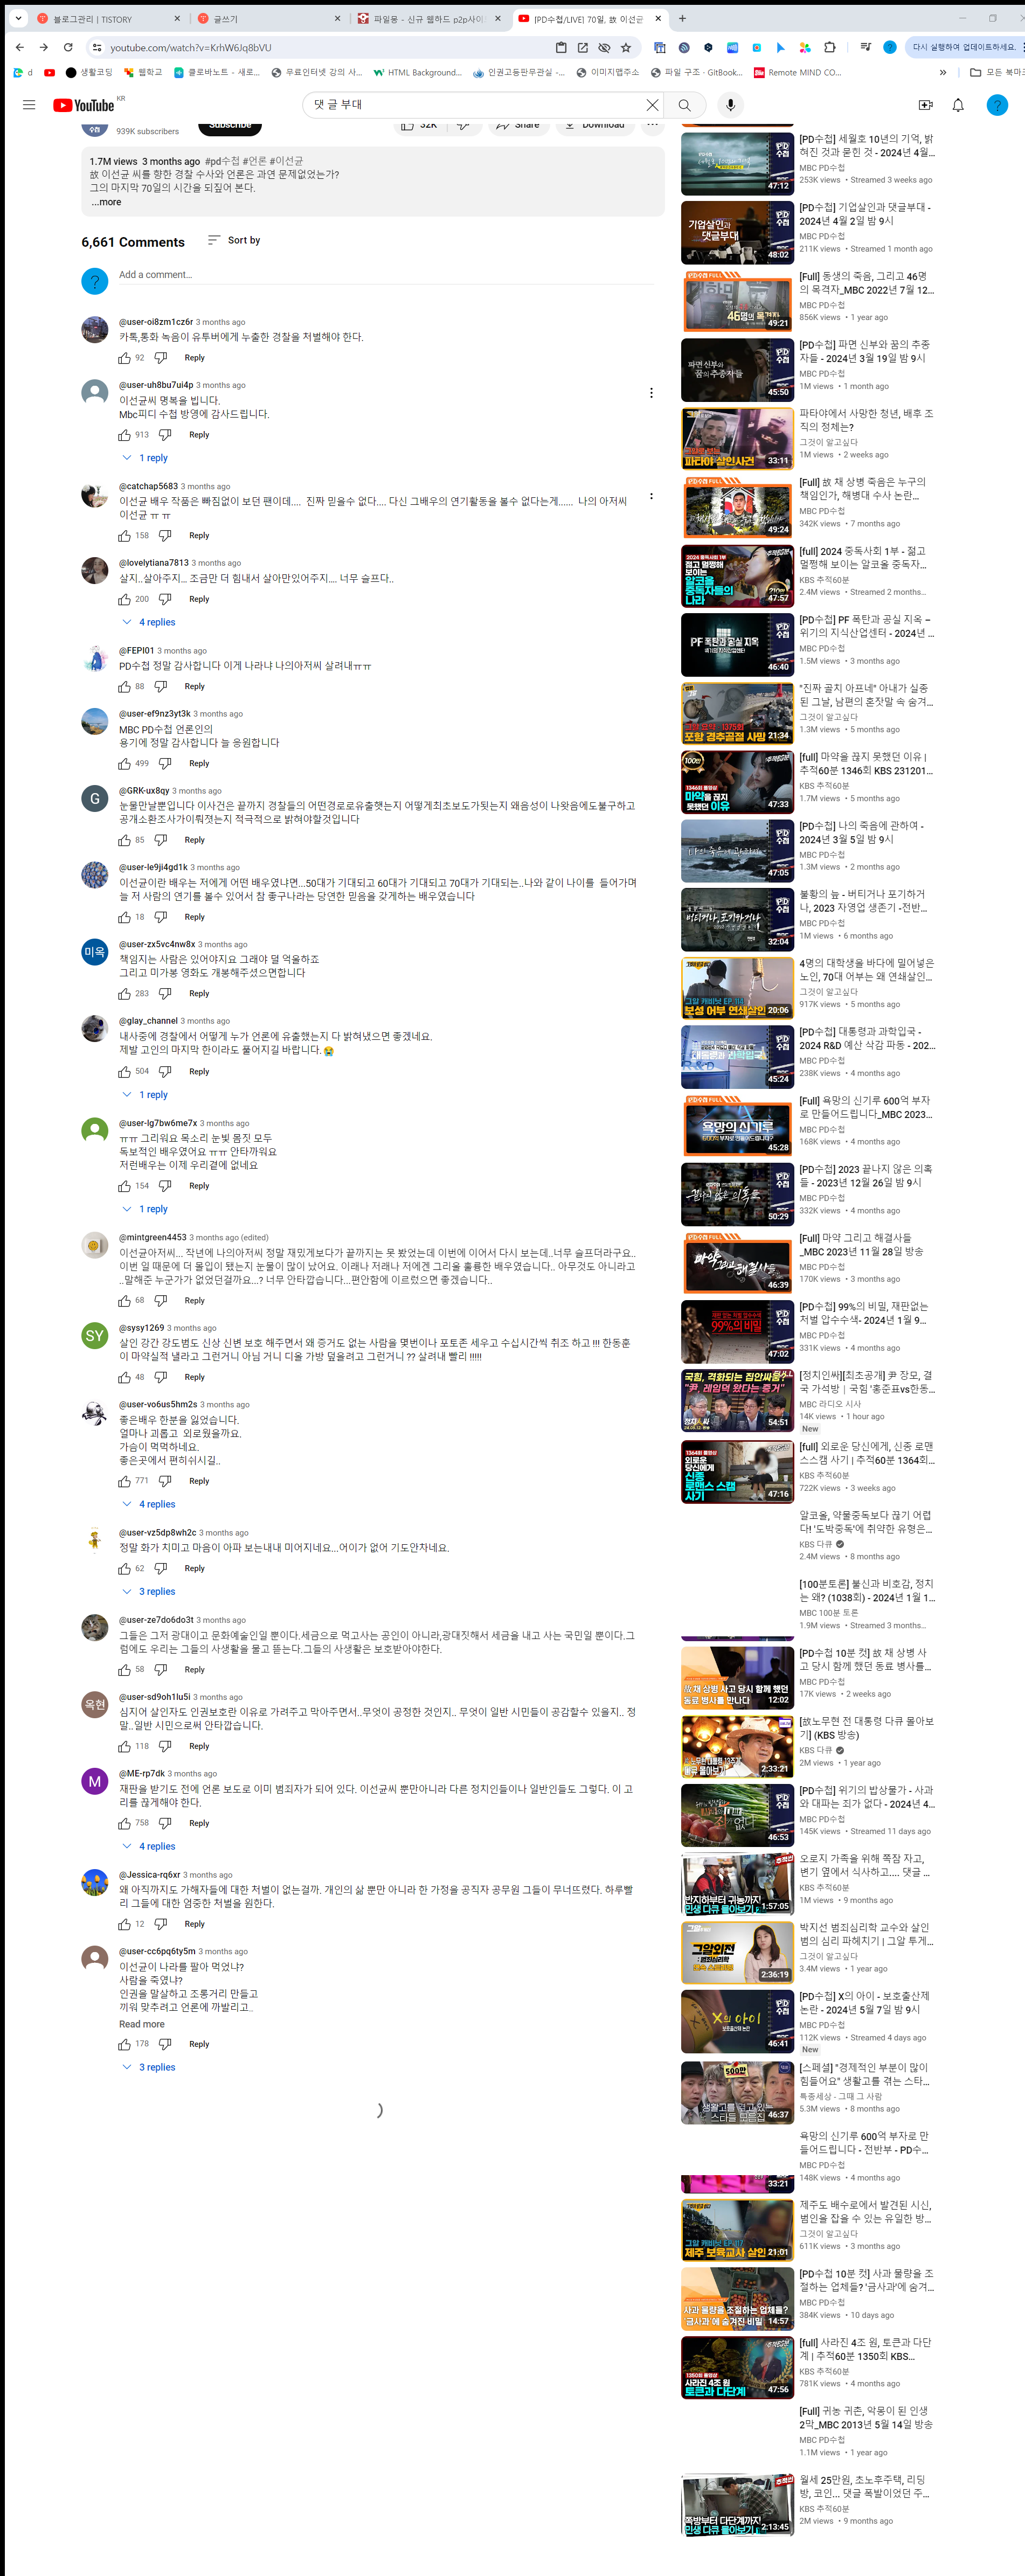 블로그관리 | TISTORY
글쓰기
파일몽 - 신규 웹하드 p2p사이
[PD수첩/LIVE] 70일, 故 이선균
youtube.com/watch?v=KrhW6Jq8bVU
다시 실행하여 업데이트하세요.
d
생활코딩
웹학교
클로바노트 - 새로...
무료인터넷 강의 사...
HTML Background...
인권고등판무관실 -...
이미지맵주소
파일 구조 · GitBook...
Remote MIND CO...
모든 북마크
YouTube KR
댓 글 부대
939K subscribers
Subscribe
32K
Share
Download
1.7M views 3 months ago #pd수첩 #언론 #이선균
故 이선균 씨를 향한 경찰 수사와 언론은 과연 문제없었는가?
그의 마지막 70일의 시간을 되짚어 본다.
...more
6,661 Comments
Sort by
Add a comment...
@user-oi8zm1cz6r 3 months ago
카톡,통화 녹음이 유투버에게 누출한 경찰을 처벌해야 한다.
92 Reply
@user-uh8bu7ui4p 3 months ago
이선균씨 명복을 빕니다.
Mbc피디 수첩 방영에 감사드립니다.
913 Reply
1 reply
@catchap5683 3 months ago
이선균 배우 작품은 빠짐없이 보던 팬이데.... 진짜 믿을수 없다.... 다신 그배우의 연기활동을 볼수 없다는게...... 나의 아저씨
이선균 ㅠ ㅠ
158 Reply
@lovelytiana7813 3 months ago
살지..살아주지... 조금만 더 힘내서 살아만있어주지.... 너무 슬프다..
200 Reply
4 replies
@FEPI01 3 months ago
PD수첩 정말 감사합니다 이게 나라냐 나의아저씨 살려내ㅠㅠ
88 Reply
@user-ef9nz3yt3k 3 months ago
MBC PD수첩 언론인의
용기에 정말 감사합니다 늘 응원합니다
499 Reply
@GRK-ux8qy 3 months ago
눈물만날뿐입니다 이사건은 끝까지 경찰들의 어떤경로로유출햇는지 어떻게최초보도가됫는지 왜음성이 나왓음에도불구하고
공개소환조사가이뤄졋는지 적극적으로 밝혀야할것입니다
85 Reply
@user-le9ji4gd1k 3 months ago
이선균이란 배우는 저에게 어떤 배우였냐면...50대가 기대되고 60대가 기대되고 70대가 기대되는..나와 같이 나이를 들어가며
늘 저 사람의 연기를 볼수 있어서 참 좋구나라는 당연한 믿음을 갖게하는 배우였습니다
18 Reply
@user-zx5vc4nw8x 3 months ago
책임지는 사람은 있어야지요 그래야 덜 억울하죠
그리고 미가봉 영화도 개봉해주셨으면합니다
283 Reply
@glay_channel 3 months ago
내사중에 경찰에서 어떻게 누가 언론에 유출했는지 다 밝혀냈으면 좋겠네요.
제발 고인의 마지막 한이라도 풀어지길 바랍니다.😭
504 Reply
1 reply
@user-lg7bw6me7x 3 months ago
ㅠㅠ 그리워요 목소리 눈빛 몸짓 모두
독보적인 배우였어요 ㅠㅠ 안타까워요
저런배우는 이제 우리곁에 없네요
154 Reply
1 reply
@mintgreen4453 3 months ago (edited)
이선균아저씨... 작년에 나의아저씨 정말 재밌게보다가 끝까지는 못 봤었는데 이번에 이어서 다시 보는데..너무 슬프더라구요..
이번 일 때문에 더 몰입이 됐는지 눈물이 많이 났어요. 이래나 저래나 저에겐 그리울 훌륭한 배우였습니다.. 아무것도 아니라고
..말해준 누군가가 없었던걸까요...? 너무 안타깝습니다...편안함에 이르렀으면 좋겠습니다..
68 Reply
@sysy1269 3 months ago
살인 강간 강도범도 신상 신변 보호 해주면서 왜 증거도 없는 사람을 몇번이나 포토존 세우고 수십시간씩 취조 하고 !!! 한동훈
이 마약실적 낼라고 그런거니 아님 거니 디올 가방 덮을려고 그런거니 ?? 살려내 빨리 !!!!!
48 Reply
@user-vo6us5hm2s 3 months ago
좋은배우 한분을 잃었습니다.
얼마나 괴롭고 외로웠을까요.
가슴이 먹먹하네요.
좋은곳에서 편히쉬시길..
771 Reply
4 replies
@user-vz5dp8wh2c 3 months ago
정말 화가 치미고 마음이 아파 보는내내 미어지네요...어이가 없어 기도안차네요.
62 Reply
3 replies
@user-ze7do6do3t 3 months ago
그들은 그저 광대이고 문화예술인일 뿐이다.세금으로 먹고사는 공인이 아니라,광대짓해서 세금을 내고 사는 국민일 뿐이다.그
럼에도 우리는 그들의 사생활을 물고 뜯는다.그들의 사생활은 보호받아야한다.
58 Reply
@user-sd9oh1lu5i 3 months ago
심지어 살인자도 인권보호란 이유로 가려주고 막아주면서..무엇이 공정한 것인지.. 무엇이 일반 시민들이 공감할수 있을지.. 정
말..일반 시민으로써 안타깝습니다.
118 Reply
@ME-rp7dk 3 months ago
재판을 받기도 전에 언론 보도로 이미 범죄자가 되어 있다. 이선균씨 뿐만아니라 다른 정치인들이나 일반인들도 그렇다. 이 고
리를 끊게해야 한다.
758 Reply
4 replies
@Jessica-rq6xr 3 months ago
왜 아직까지도 가해자들에 대한 처벌이 없는걸까. 개인의 삶 뿐만 아니라 한 가정을 공직자 공무원 그들이 무너뜨렸다. 하루빨
리 그들에 대한 엄중한 처벌을 원한다.
12 Reply
@user-cc6pq6ty5m 3 months ago
이선균이 나라를 팔아 먹었냐?
사람을 죽였냐?
인권을 말살하고 조롱거리 만들고
끼워 맞추려고 언론에 까발리고..
Read more
178 Reply
3 replies
[PD수첩] 세월호 10년의 기억, 밝
혀진 것과 묻힌 것 - 2024년 4월...
MBC PD수첩
253K views • Streamed 3 weeks ago
47:12
[PD수첩] 기업살인과 댓글부대 -
2024년 4월 2일 밤 9시
MBC PD수첩
211K views • Streamed 1 month ago
48:02
[Full] 동생의 죽음, 그리고 46명
의 목격자_MBC 2022년 7월 12...
MBC PD수첩
856K views • 1 year ago
49:21
[PD수첩] 파면 신부와 꿈의 추종
자들 - 2024년 3월 19일 밤 9시
MBC PD수첩
1M views • 1 month ago
45:50
파타야에서 사망한 청년, 배후 조
직의 정체는?
그것이 알고싶다
1M views • 2 weeks ago
33:11
[Full] 故 채 상병 죽음은 누구의
책임인가, 해병대 수사 논란...
MBC PD수첩
342K views • 7 months ago
49:24
[full] 2024 중독사회 1부 - 젊고
멀쩡해 보이는 알코올 중독자...
KBS 추적60분
2.4M views • Streamed 2 months...
47:57
[PD수첩] PF 폭탄과 공실 지옥 –
위기의 지식산업센터 - 2024년 ...
MBC PD수첩
1.5M views • 3 months ago
46:40
"진짜 골치 아프네" 아내가 실종
된 그날, 남편의 혼잣말 속 숨겨...
그것이 알고싶다
1.3M views • 5 months ago
21:34
[full] 마약을 끊지 못했던 이유 |
추적60분 1346회 KBS 231201...
KBS 추적60분
1.7M views • 5 months ago
47:33
[PD수첩] 나의 죽음에 관하여 -
2024년 3월 5일 밤 9시
MBC PD수첩
1.3M views • 2 months ago
47:05
불황의 늪 - 버티거나 포기하거
나, 2023 자영업 생존기 -전반...
MBC PD수첩
1M views • 6 months ago
32:04
4명의 대학생을 바다에 밀어넣은
노인, 70대 어부는 왜 연쇄살인...
그것이 알고싶다
917K views • 5 months ago
20:06
[PD수첩] 대통령과 과학입국 -
2024 R&D 예산 삭감 파동 - 202...
MBC PD수첩
238K views • 4 months ago
45:24
[Full] 욕망의 신기루 600억 부자
로 만들어드립니다_MBC 2023...
MBC PD수첩
168K views • 4 months ago
45:28
[PD수첩] 2023 끝나지 않은 의혹
들 - 2023년 12월 26일 밤 9시
MBC PD수첩
332K views • 4 months ago
50:29
[Full] 마약 그리고 해결사들
_MBC 2023년 11월 28일 방송
MBC PD수첩
170K views • 3 months ago
46:39
[PD수첩] 99%의 비밀, 재판없는
처벌 압수수색- 2024년 1월 9...
MBC PD수첩
331K views • 4 months ago
47:02
[정치인싸][최초공개] 尹 장모, 결
국 가석방ㅣ국힘 '홍준표vs한동...
MBC 라디오 시사
14K views • 1 hour ago
New
54:51
[full] 외로운 당신에게, 신종 로맨
스스캠 사기 | 추적60분 1364회...
KBS 추적60분
722K views • 3 weeks ago
47:16
알코올, 약물중독보다 끊기 어렵
다! '도박중독'에 취약한 유형은...
KBS 다큐
2.4M views • 8 months ago
[100분토론] 불신과 비호감, 정치
는 왜? (1038회) - 2024년 1월 1...
MBC 100분 토론
1.9M views • Streamed 3 months...
[PD수첩 10분 컷] 故 채 상병 사
고 당시 함께 했던 동료 병사를...
MBC PD수첩
17K views • 2 weeks ago
12:02
[故노무현 전 대통령 다큐 몰아보
기] (KBS 방송)
KBS 다큐
2M views • 1 year ago
2:33:21
[PD수첩] 위기의 밥상물가 - 사과
와 대파는 죄가 없다 - 2024년 4...
MBC PD수첩
145K views • Streamed 11 days ago
46:53
오로지 가족을 위해 쪽잠 자고,
변기 옆에서 식사하고.... 댓글 ...
KBS 추적60분
1M views • 9 months ago
1:57:05
박지선 범죄심리학 교수와 살인
범의 심리 파헤치기 | 그알 투게...
그것이 알고싶다
3.4M views • 1 year ago
2:36:19
[PD수첩] X의 아이 - 보호출산제
논란 - 2024년 5월 7일 밤 9시
MBC PD수첩
112K views • Streamed 4 days ago
New
46:41
[스페셜] "경제적인 부분이 많이
힘들어요" 생활고를 겪는 스타...
특종세상 - 그때 그 사람
5.3M views • 8 months ago
46:37
욕망의 신기루 600억 부자로 만
들어드립니다 - 전반부 - PD수...
MBC PD수첩
148K views • 4 months ago
33:21
제주도 배수로에서 발견된 시신,
범인을 잡을 수 있는 유일한 방...
그것이 알고싶다
611K views • 3 months ago
21:01
[PD수첩 10분 컷] 사과 물량을 조
절하는 업체들? '금사과'에 숨겨...
MBC PD수첩
384K views • 10 days ago
14:57
[full] 사라진 4조 원, 토큰과 다단
계 | 추적60분 1350회 KBS...
KBS 추적60분
781K views • 4 months ago
47:56
[Full] 귀농 귀촌, 악몽이 된 인생
2막_MBC 2013년 5월 14일 방송
MBC PD수첩
1.1M views • 1 year ago
월세 25만원, 초노후주택, 리딩
방, 코인... 댓글 폭발이었던 주...
KBS 추적60분
2M views • 9 months ago
2:13:45